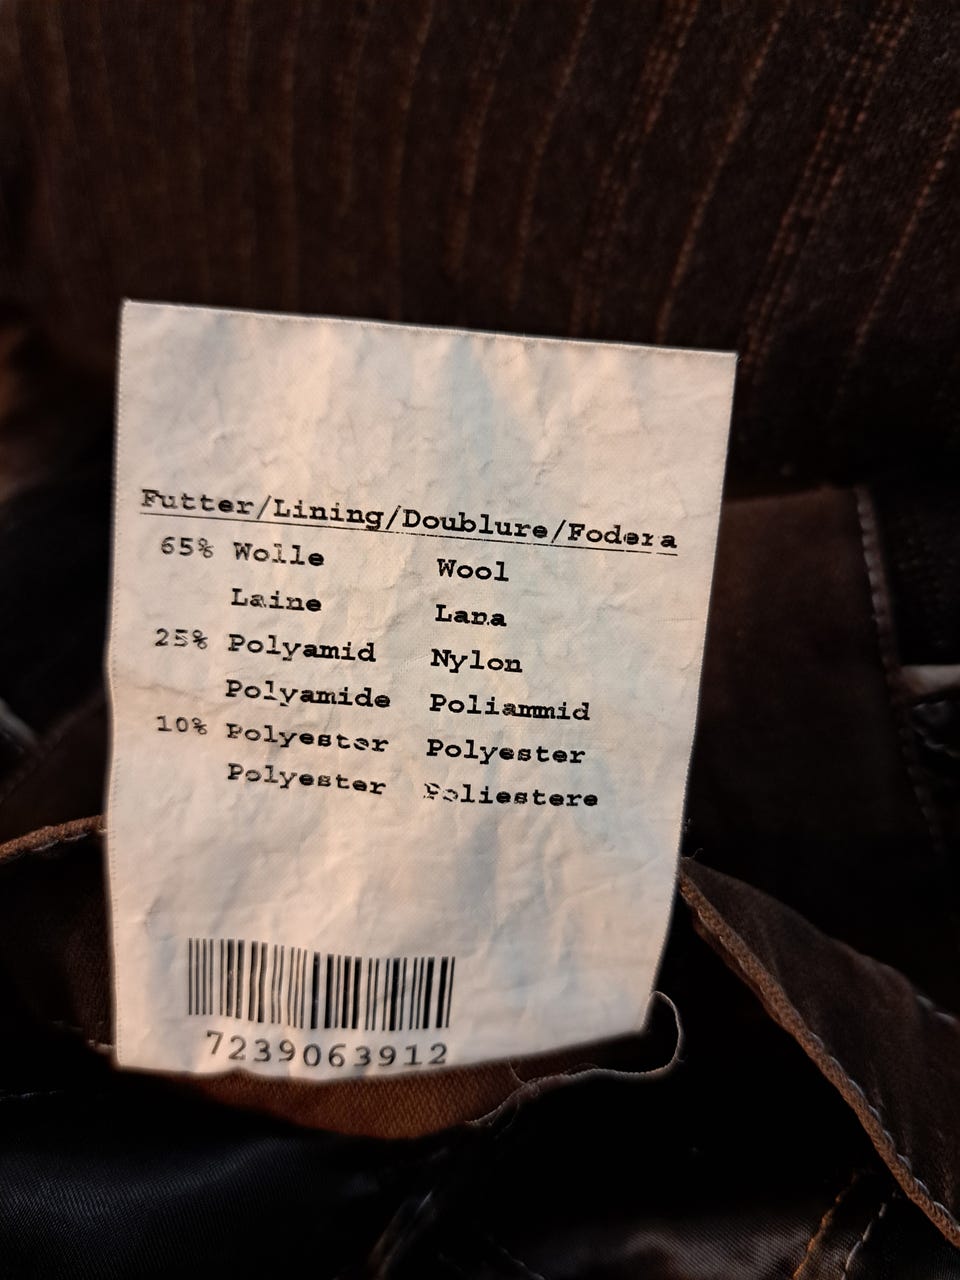 Futter/Lining/Doublure/Fodera
65% Wolle Wool
Laine Lana
25% Polyamid Nylon
Polyamide Poliammid
10% Polyester Polyester
Polyester Poliestere
7239063912